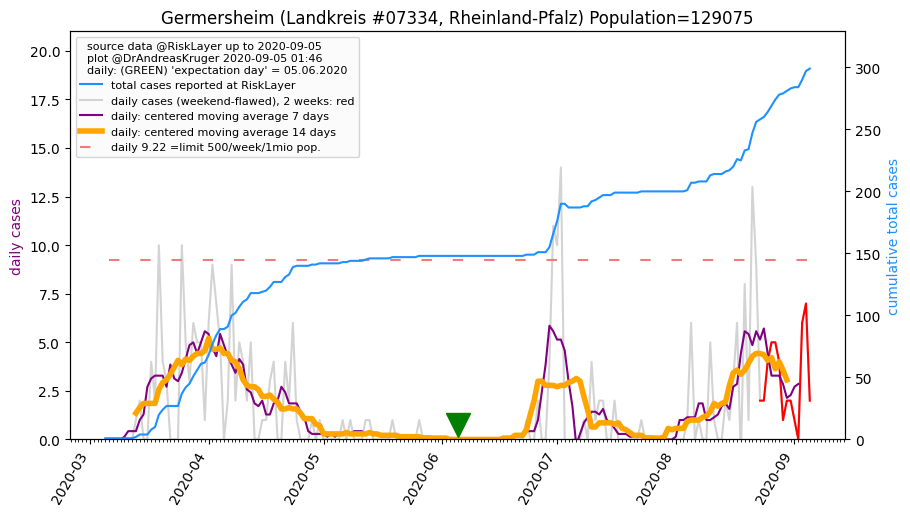 Germersheim (Landkreis #07334, Rheinland-Pfalz) Population=129075
source data @RiskLayer up to 2020-09-05
plot @DrAndreasKruger 2020-09-05 01:46
daily: (GREEN) 'expectation day' = 05.06.2020
total cases reported at RiskLayer
daily cases (weekend-flawed), 2 weeks: red
daily: centered moving average 7 days
daily: centered moving average 14 days
daily 9.22 =limit 500/week/1mio pop.
daily cases
20.0
17.5
15.0
12.5
10.0
7.5
5.0
2.5
0.0
300
250
200
150
100
50
0
cumulative total cases
2020-03
2020-04
2020-05
2020-06
2020-07
2020-08
2020-09